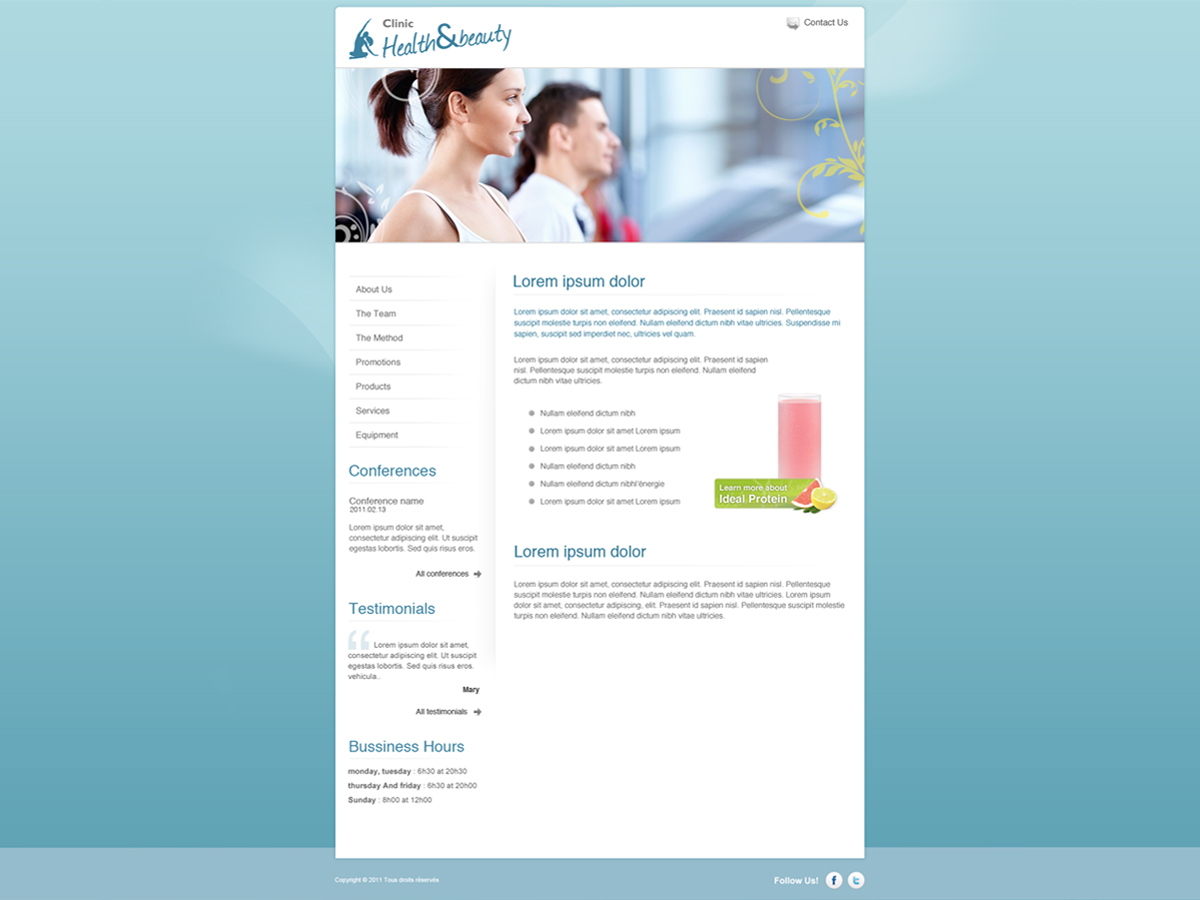 Clinic
Health&beauty
Contact Us
About Us
The Team
The Method
Promotions
Products
Services
Equipment
Conferences
Conference name
2011.02.13
Lorem ipsum dolor sit amet,
consectetur adipiscing elit. Ut suscipit
egestas lobortis. Sed quis risus eros.
All conferences
Testimonials
“ Lorem ipsum dolor sit amet,
consectetur adipiscing elit. Ut suscipit
egestas lobortis. Sed quis risus eros.
vehicula..
Mary
All testimonials
Bussiness Hours
monday, tuesday : 6h30 at 20h30
thursday And friday : 6h30 at 20h00
Sunday : 8h00 at 12h00
Lorem ipsum dolor
Lorem ipsum dolor sit amet, consectetur adipiscing elit. Praesent id sapien nisl. Pellentesque
suscipit molestie turpis non eleifend. Nullam eleifend dictum nibh vitae ultricies. Suspendisse mi
sapien, suscipit sed imperdiet nec, ultricies vel quam.
Lorem ipsum dolor sit amet, consectetur adipiscing elit. Praesent id sapien
nisl. Pellentesque suscipit molestie turpis non eleifend. Nullam eleifend
dictum nibh vitae ultricies.
Nullam eleifend dictum nibh
Lorem ipsum dolor sit amet Lorem ipsum
Lorem ipsum dolor sit amet Lorem ipsum
Nullam eleifend dictum nibh
Nullam eleifend dictum nibhl'énergie
Lorem ipsum dolor sit amet Lorem ipsum
Learn more about
Ideal Protein
Lorem ipsum dolor
Lorem ipsum dolor sit amet, consectetur adipiscing elit. Praesent id sapien nisl. Pellentesque
suscipit molestie turpis non eleifend. Nullam eleifend dictum nibh vitae ultricies. Lorem ipsum
dolor sit amet, consectetur adipiscing, elit. Praesent id sapien nisl. Pellentesque suscipit molestie
turpis non eleifend. Nullam eleifend dictum nibh vitae ultricies.
Copyright © 2011 Tous droits réservés
Follow Us!